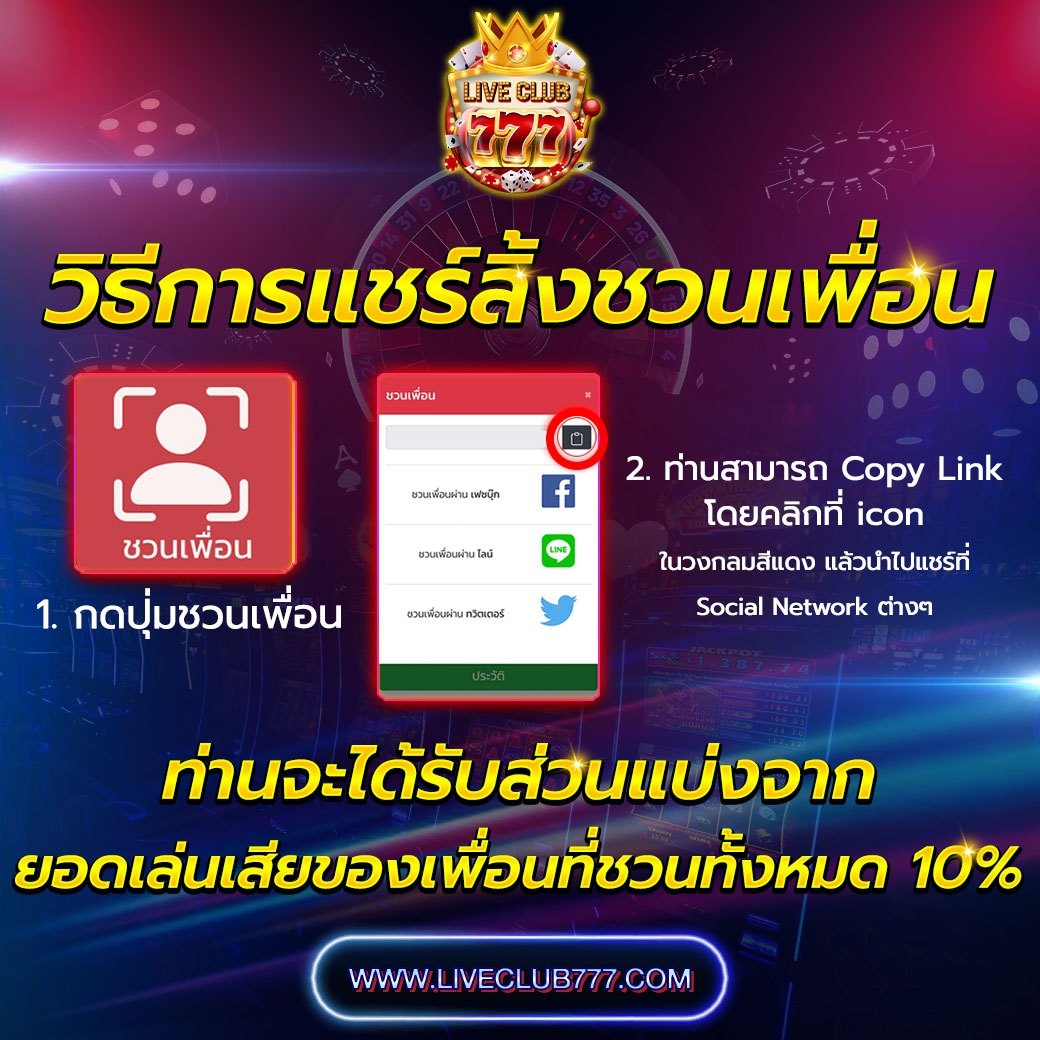 LIVE CLUB
777
วิธีการแชร์ลิ้งชวนเพื่อน
ชวนเพื่อน
1. กดปุ่มชวนเพื่อน
ชวนเพื่อน
ชวนเพื่อนผ่าน เฟซบุ๊ก
ชวนเพื่อนผ่าน ไลน์
LINE
ชวนเพื่อนผ่าน ทวิตเตอร์
ประวัติ
2. ท่านสามารถ Copy Link
โดยคลิกที่ icon
ในวงกลมสีแดง แล้วนำไปแชร์ที่
Social Network ต่างๆ
JACKPOT
$1,387.74
ท่านจะได้รับส่วนแบ่งจาก
ยอดเล่นเสียของเพื่อนที่ชวนทั้งหมด 10%
WWW.LIVECLUB777.COM